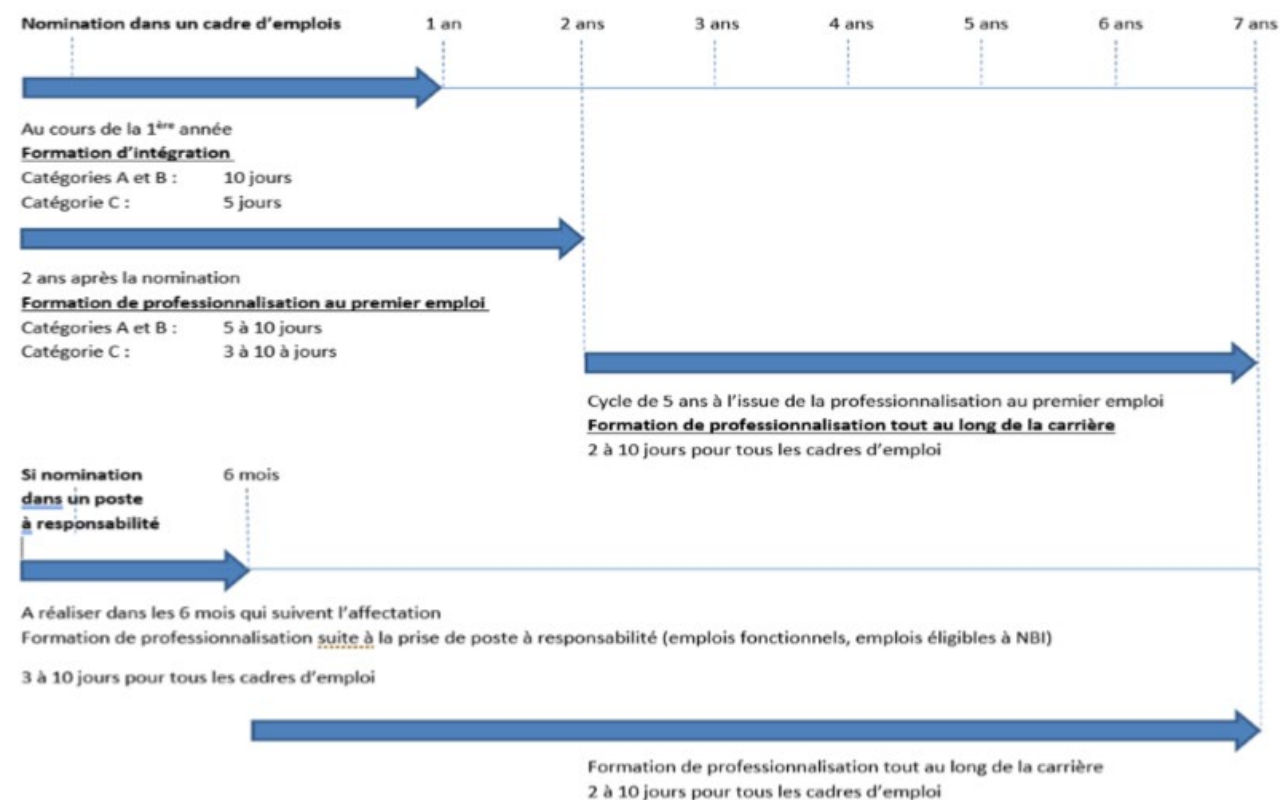 Nomination dans un cadre d'emplois 1 an 2 ans 3 ans 4 ans 5 ans 6 ans 7 ans
Au cours de la 1ère année
Formation d'intégration
Catégories A et B : 10 jours
Catégorie C : 5 jours
2 ans après la nomination
Formation de professionnalisation au premier emploi
Catégories A et B : 5 à 10 jours
Catégorie C : 3 à 10 à jours
Cycle de 5 ans à l'issue de la professionnalisation au premier emploi
Formation de professionnalisation tout au long de la carrière
2 à 10 jours pour tous les cadres d'emploi
Si nomination 6 mois
dans un poste
à responsabilité
A réaliser dans les 6 mois qui suivent l'affectation
Formation de professionnalisation suite à la prise de poste à responsabilité (emplois fonctionnels, emplois éligibles à NBI)
3 à 10 jours pour tous les cadres d'emploi
Formation de professionnalisation tout au long de la carrière
2 à 10 jours pour tous les cadres d'emploi